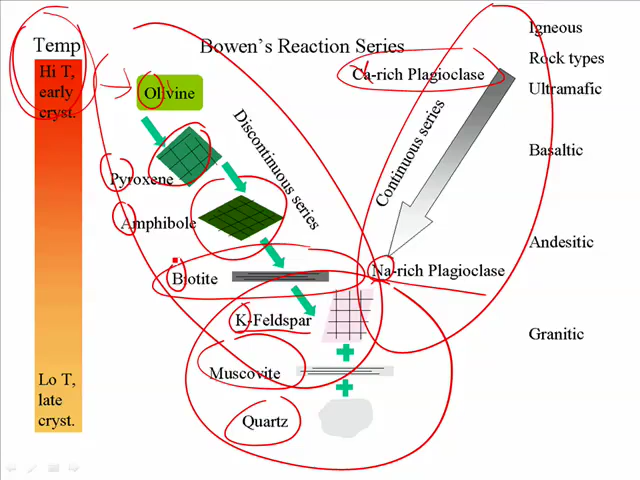 Temp
Bowen's Reaction Series
Igneous
Rock types
Hi T,
early
cryst.
Olivine
Ca-rich Plagioclase
Ultramafic
Discontinuous series
Continuous series
Pyroxene
Basaltic
Amphibole
Andesitic
Biotite
Na-rich Plagioclase
K-Feldspar
Granitic
Muscovite
Lo T,
late
cryst.
Quartz